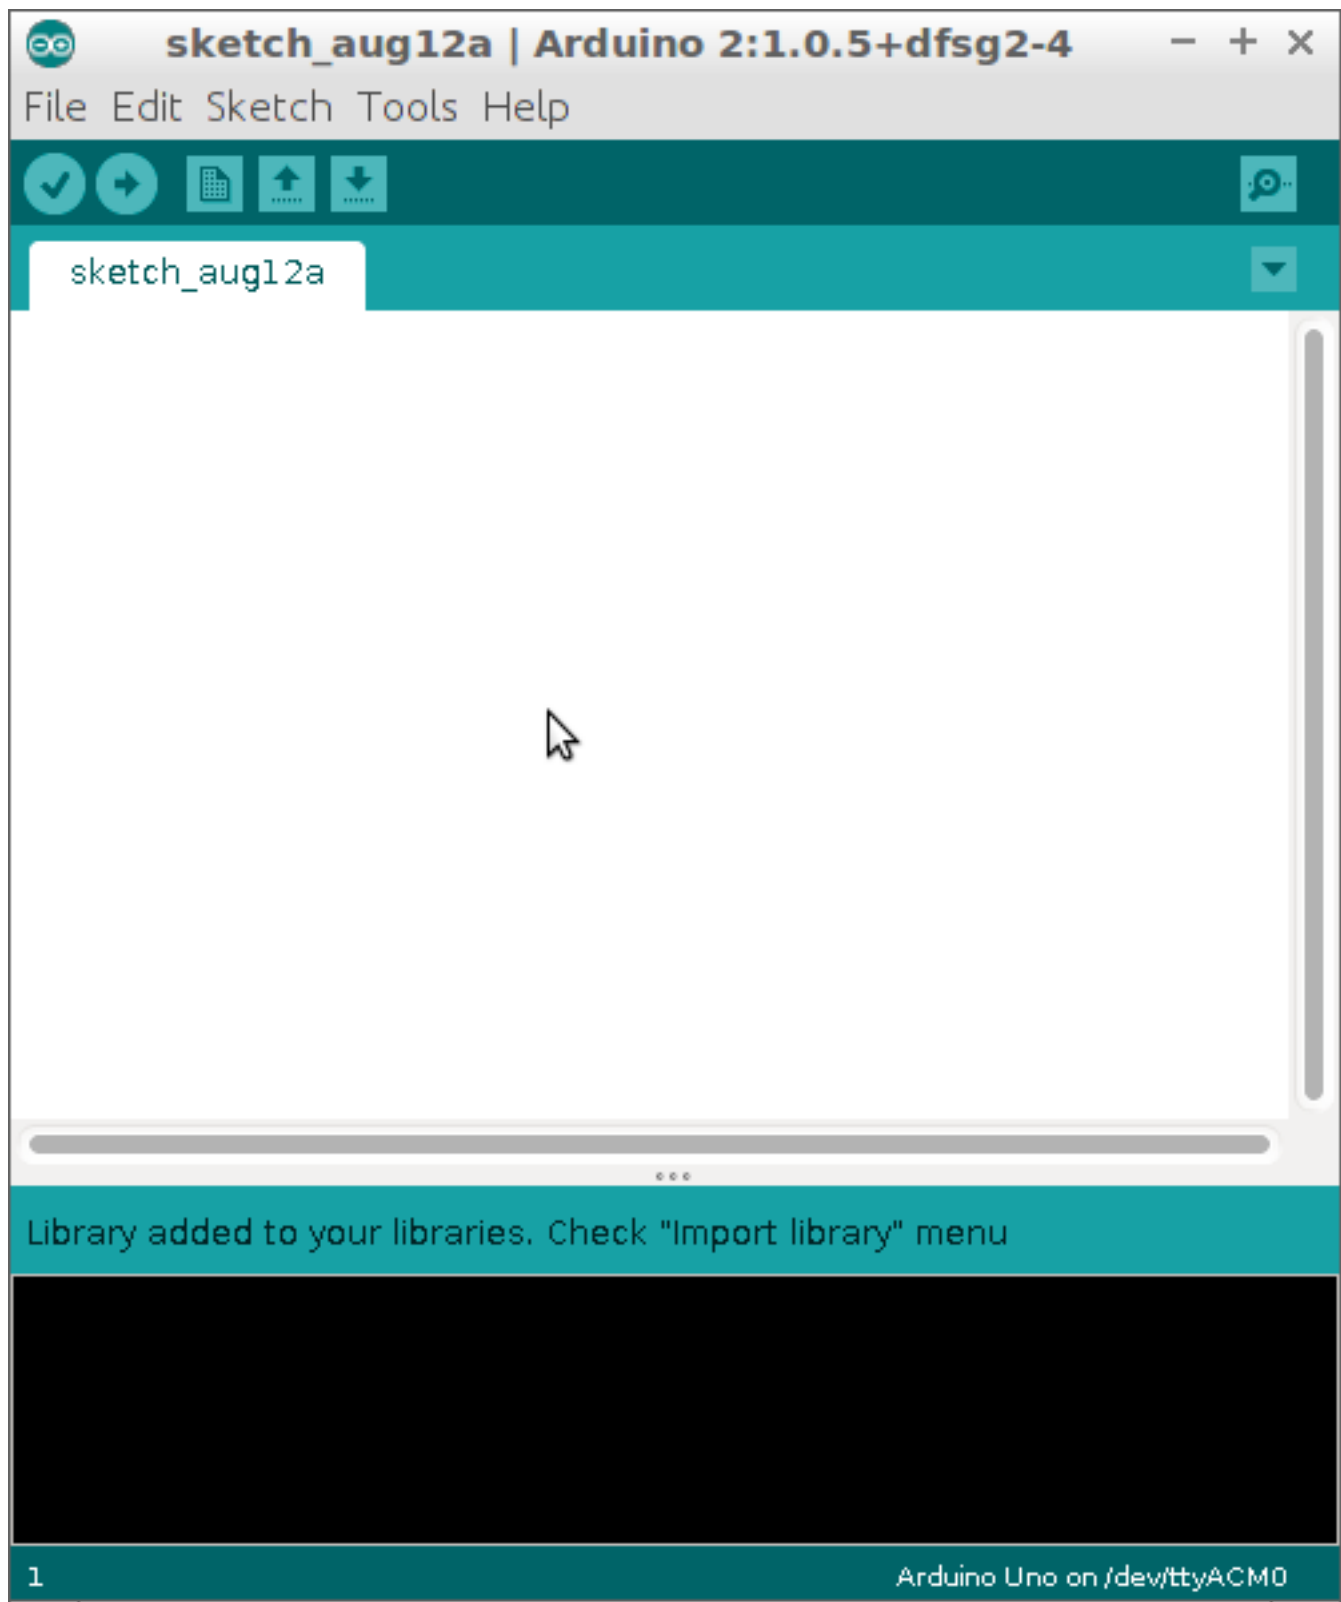 sketch_aug12a | Arduino 2:1.0.5+dfsg2-4
File Edit Sketch Tools Help
sketch_aug12a
Library added to your libraries. Check "Import library" menu
1 Arduino Uno on /dev/ttyACM0